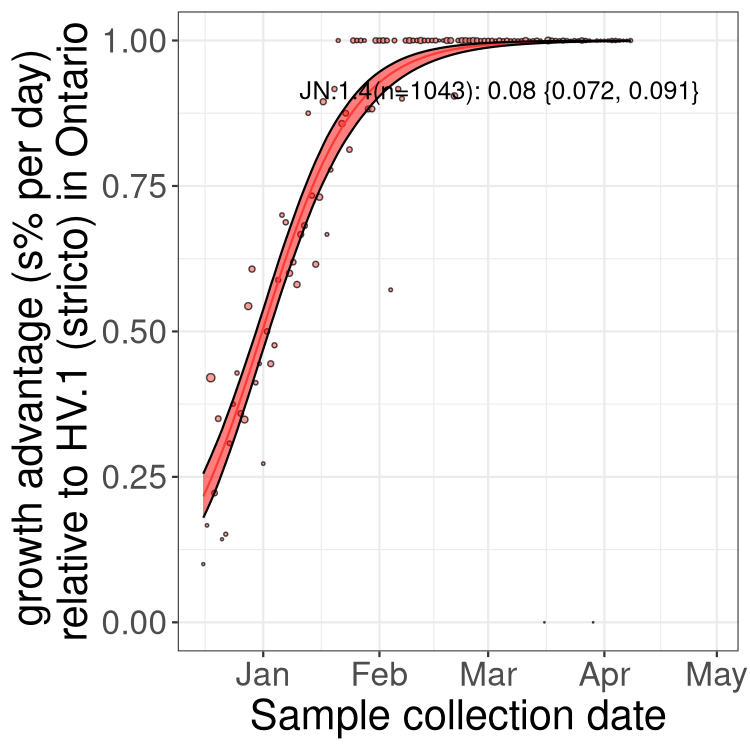 growth advantage (s% per day)
relative to HV.1 (stricto) in Ontario
1.00
0.75
0.50
0.25
0.00
JN.1.4(n=1043): 0.08 {0.072, 0.091}
Jan Feb Mar Apr May
Sample collection date